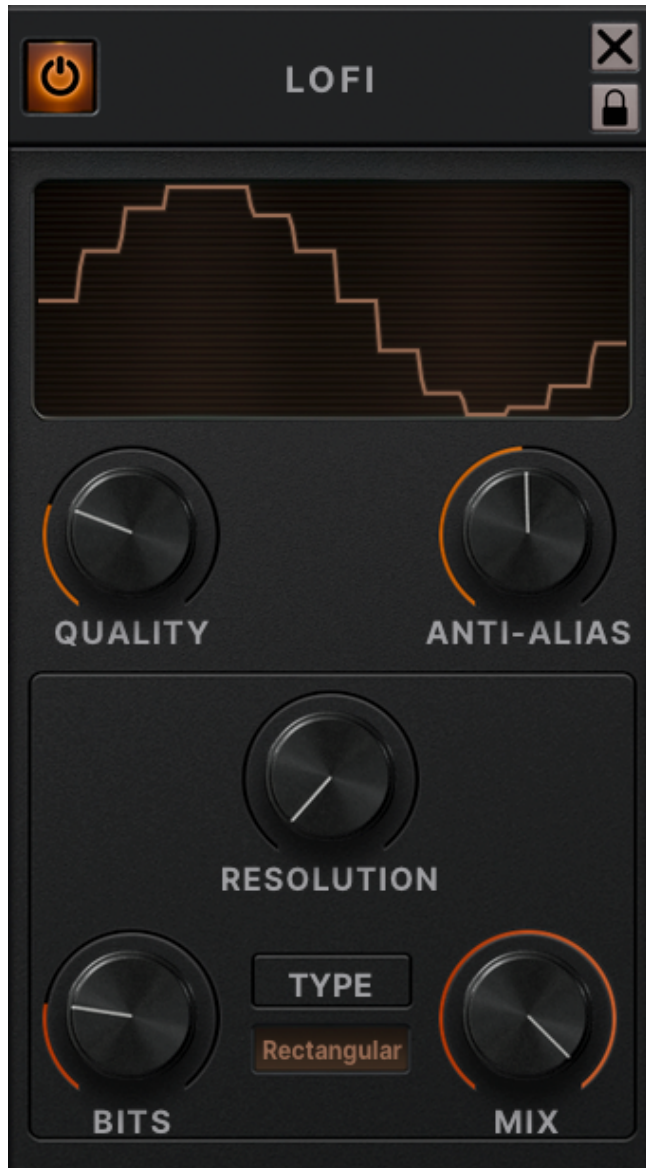 LOFI
QUALITY
ANTI-ALIAS
RESOLUTION
TYPE
Rectangular
BITS
MIX